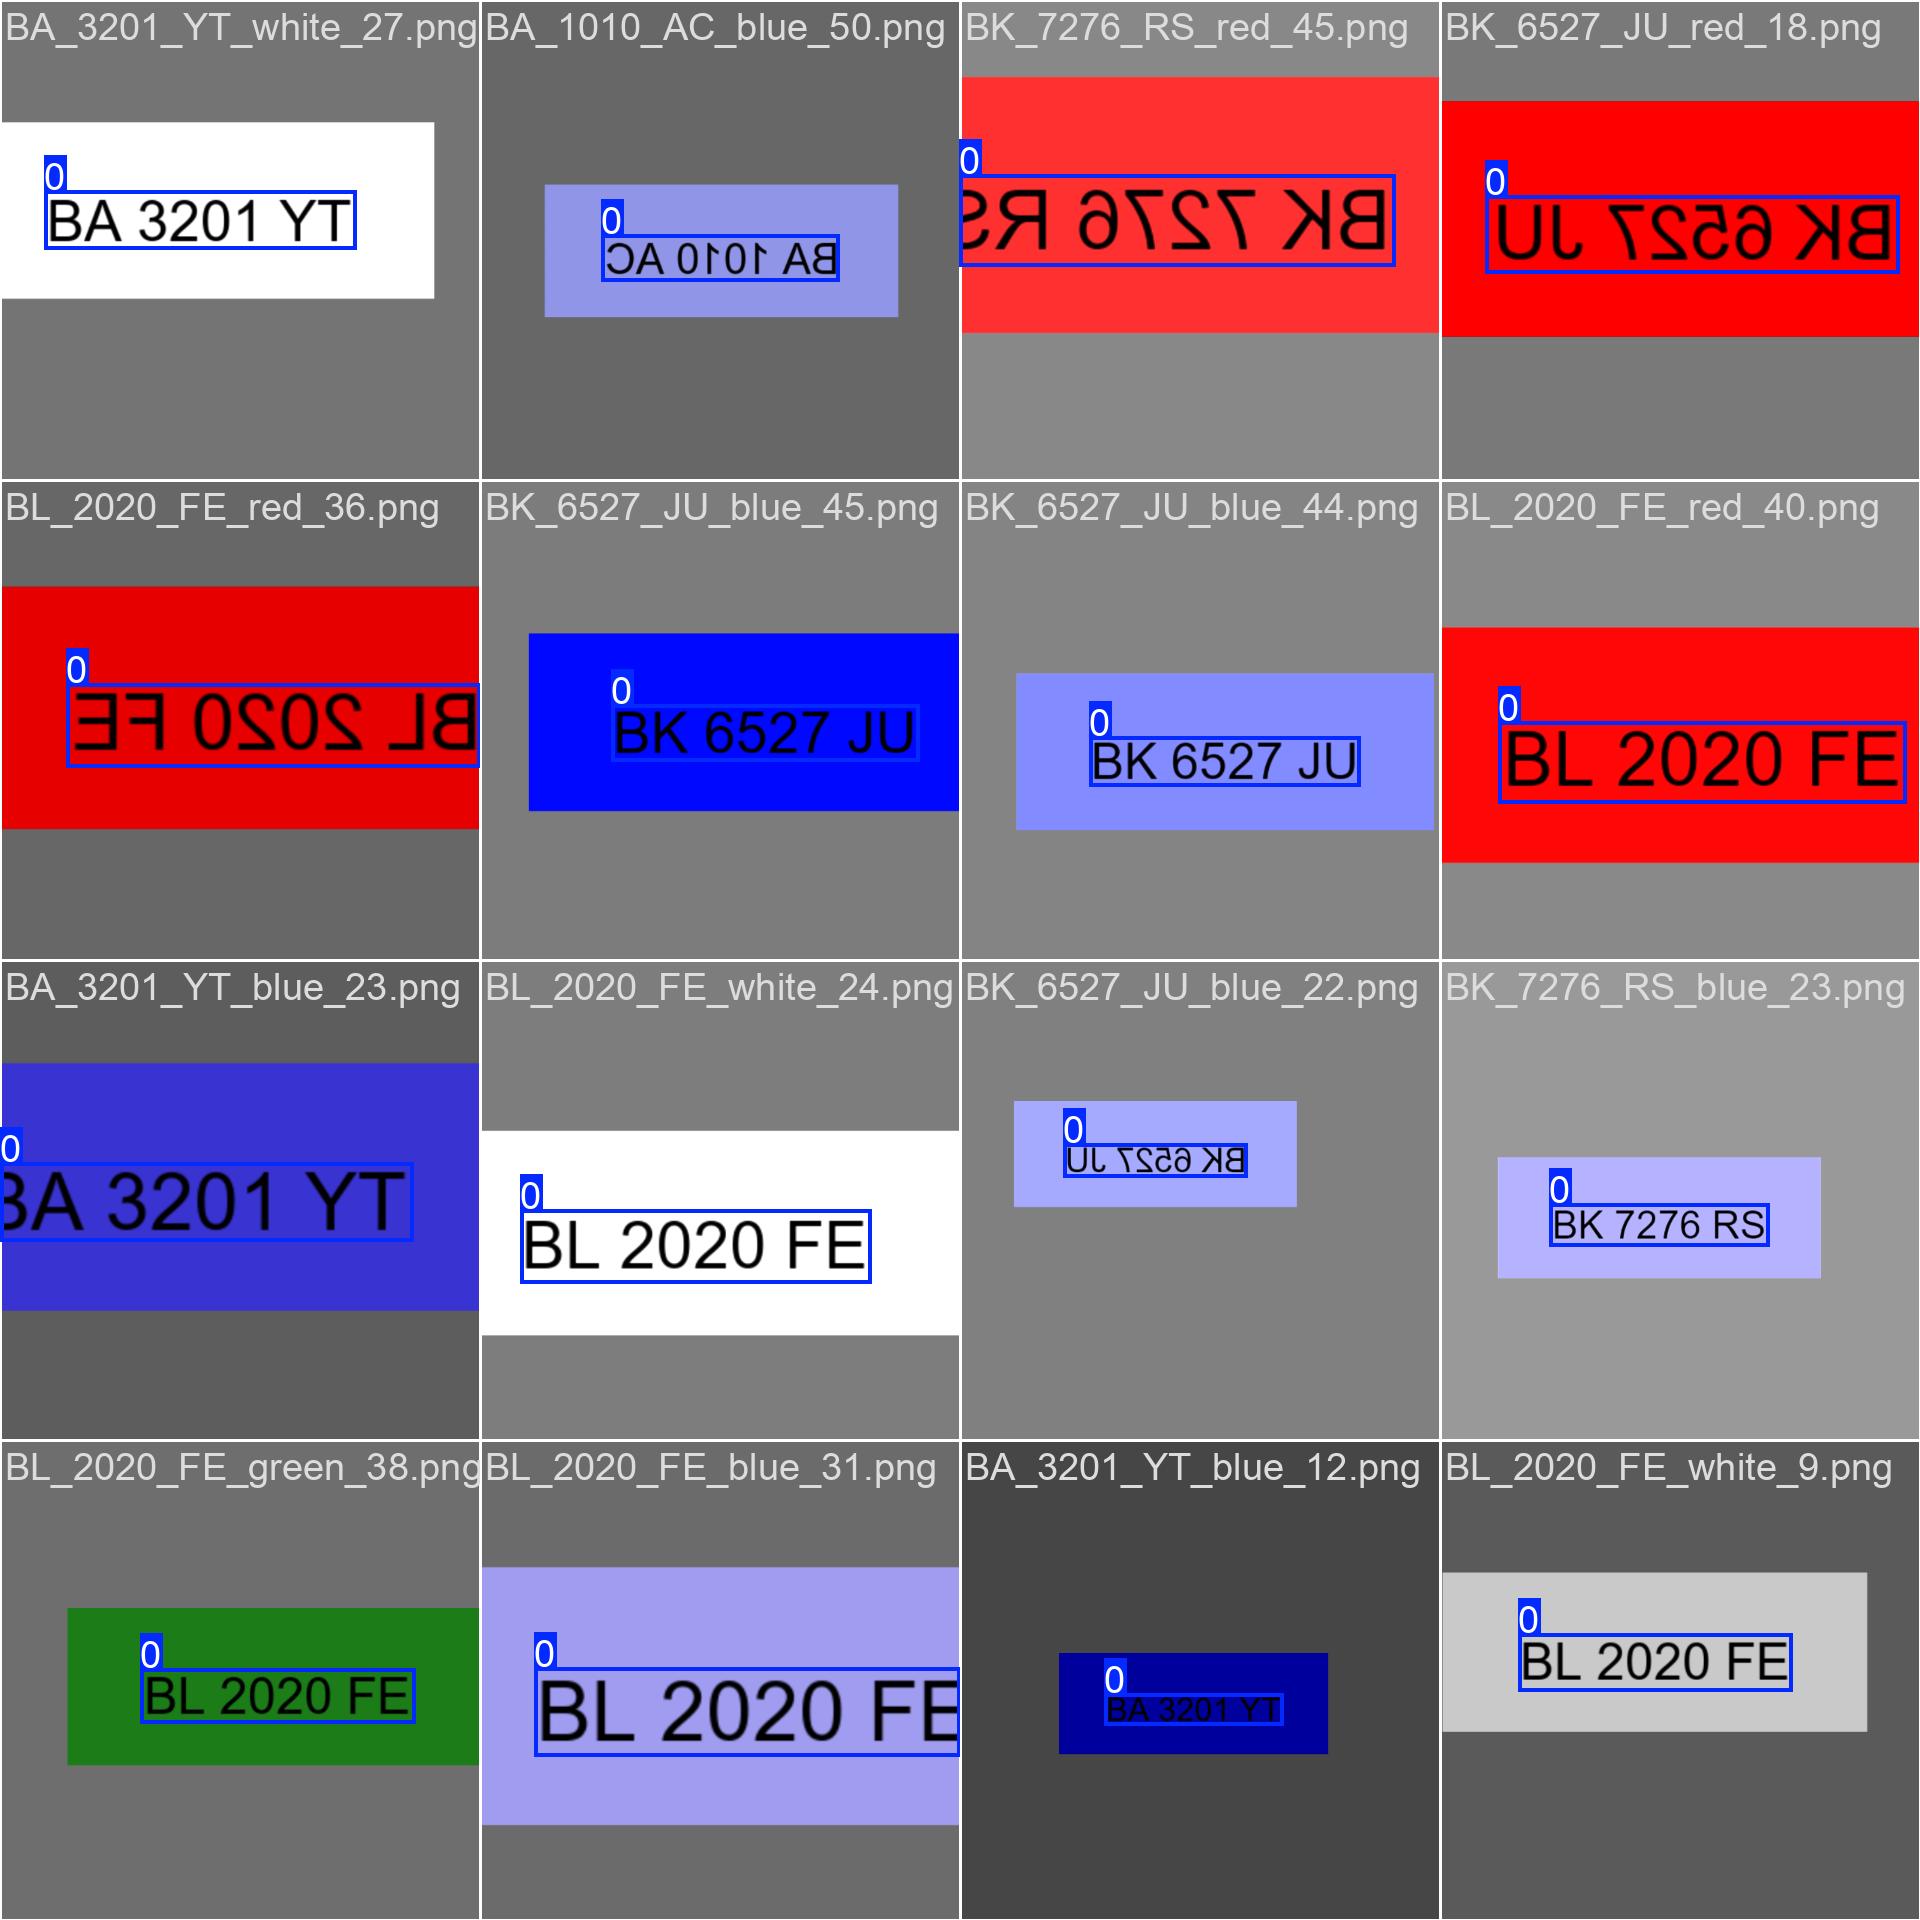 BA_3201_YT_white_27.png
0
BA 3201 YT
BA_1010_AC_blue_50.png
0
BA 1010 AC
BK_7276_RS_red_45.png
0
BK 7276 RS
BK_6527_JU_red_18.png
0
BK 6527 JU
BL_2020_FE_red_36.png
0
BL 2020 FE
BK_6527_JU_blue_45.png
0
BK 6527 JU
BK_6527_JU_blue_44.png
0
BK 6527 JU
BL_2020_FE_red_40.png
0
BL 2020 FE
BA_3201_YT_blue_23.png
0
BA 3201 YT
BL_2020_FE_white_24.png
0
BL 2020 FE
BK_6527_JU_blue_22.png
0
BK 6527 JU
BK_7276_RS_blue_23.png
0
BK 7276 RS
BL_2020_FE_green_38.png
0
BL 2020 FE
BL_2020_FE_blue_31.png
0
BL 2020 FE
BA_3201_YT_blue_12.png
0
BA 3201 YT
BL_2020_FE_white_9.png
0
BL 2020 FE